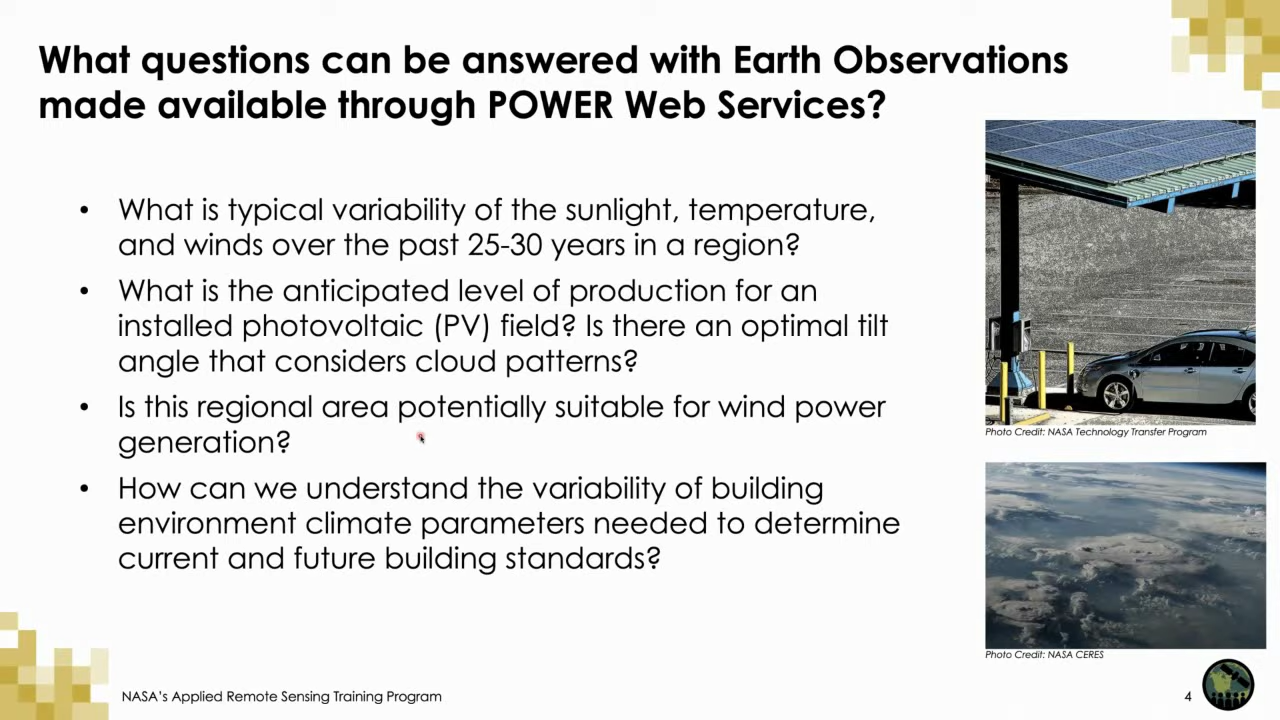 What questions can be answered with Earth Observations
made available through POWER Web Services?
• What is typical variability of the sunlight, temperature,
and winds over the past 25-30 years in a region?
• What is the anticipated level of production for an
installed photovoltaic (PV) field? Is there an optimal tilt
angle that considers cloud patterns?
• Is this regional area potentially suitable for wind power
generation?
• How can we understand the variability of building
environment climate parameters needed to determine
current and future building standards?
Photo Credit: NASA Technology Transfer Program
Photo Credit: NASA CERES
NASA's Applied Remote Sensing Training Program
4